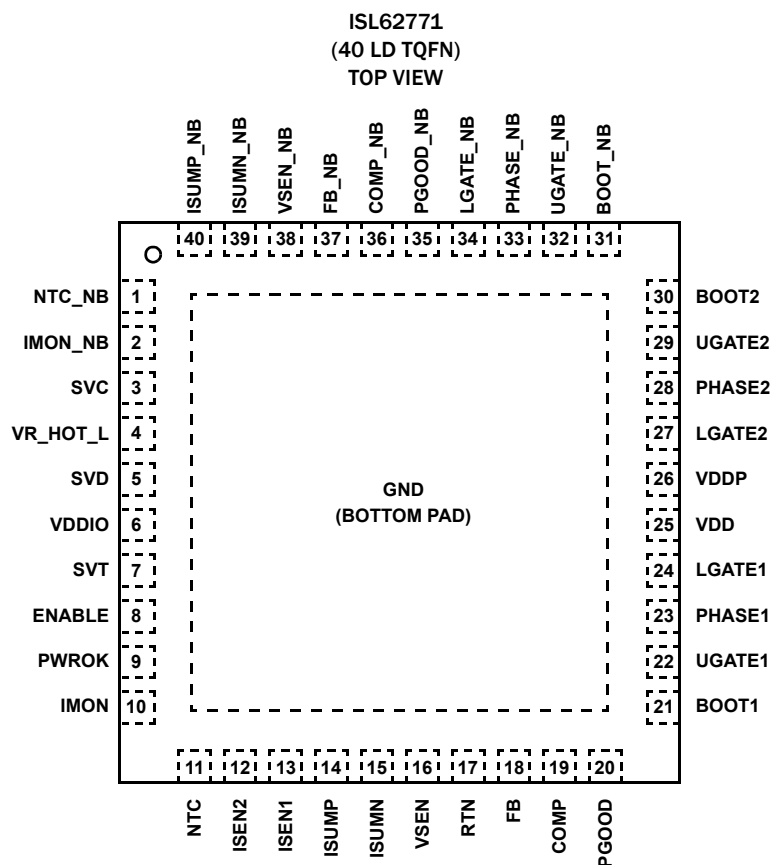 ISL62771
(40 LD TQFN)
TOP VIEW
ISUMP_NB
ISUMN_NB
VSEN_NB
FB_NB
COMP_NB
PGOOD_NB
LGATE_NB
PHASE_NB
UGATE_NB
BOOT_NB
40 39 38 37 36 35 34 33 32 31
NTC_NB 1
IMON_NB 2
SVC 3
VR_HOT_L 4
SVD 5
VDDIO 6
SVT 7
ENABLE 8
PWROK 9
IMON 10
GND
(BOTTOM PAD)
30 BOOT2
29 UGATE2
28 PHASE2
27 LGATE2
26 VDDP
25 VDD
24 LGATE1
23 PHASE1
22 UGATE1
21 BOOT1
11 12 13 14 15 16 17 18 19 20
NTC
ISEN2
ISEN1
ISUMP
ISUMN
VSEN
RTN
FB
COMP
PGOOD